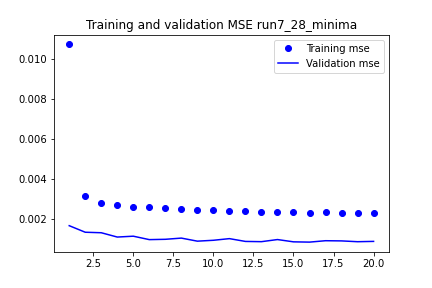 Training and validation MSE run7_28_minima
Training mse
Validation mse
0.010
0.008
0.006
0.004
0.002
2.5 5.0 7.5 10.0 12.5 15.0 17.5 20.0